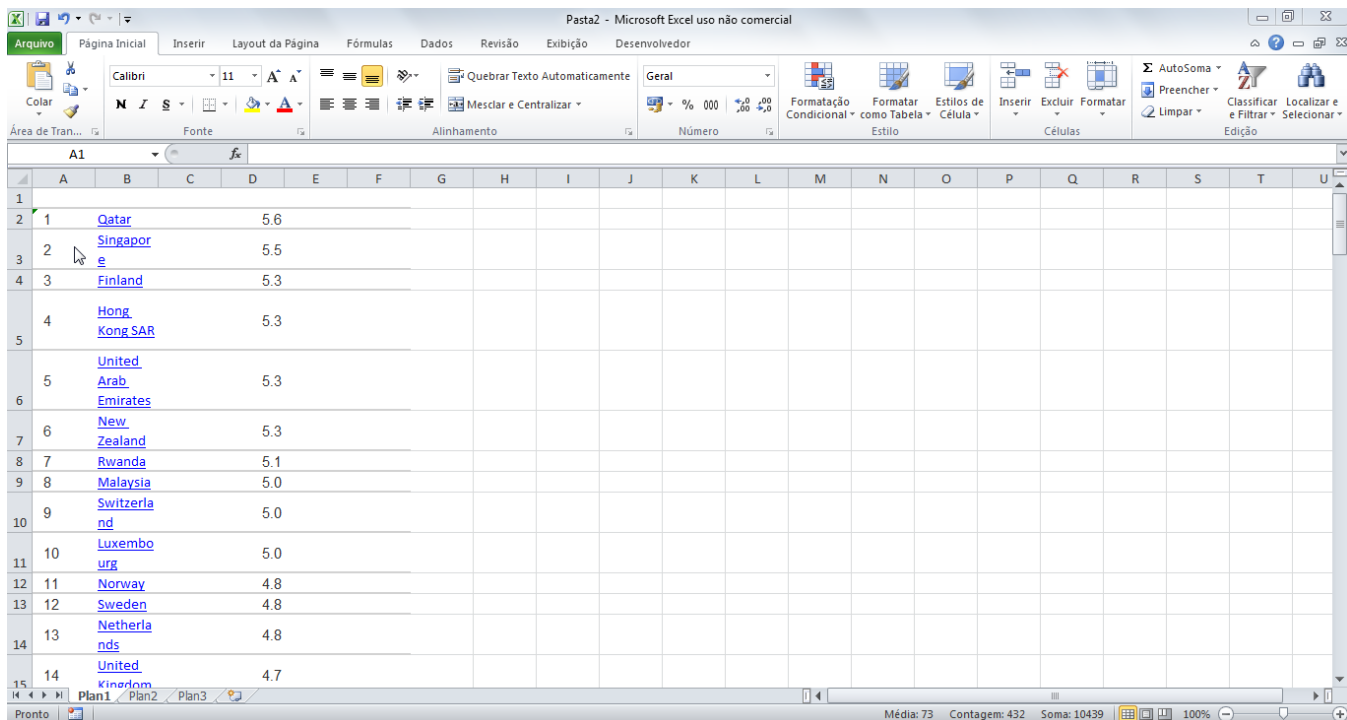 Pasta2 - Microsoft Excel uso não comercial
Arquivo Página Inicial Inserir Layout da Página Fórmulas Dados Revisão Exibição Desenvolvedor
Colar
Calibri 11 A A
N I S A
Quebrar Texto Automaticamente
Mesclar e Centralizar
Geral
% 000
Formatação Condicional
Formatar como Tabela
Estilos de Célula
Inserir Excluir Formatar
Σ AutoSoma
Preencher
Limpar
Classificar e Filtrar
Localizar e Selecionar
Área de Tran... Fonte Alinhamento Número Estilo Células Edição
A1 fx
A B C D E F G H I J K L M N O P Q R S T U
1
2 1 Qatar 5.6
Singapor
3 2 e 5.5
4 3 Finland 5.3
Hong
5 4 Kong SAR 5.3
United
Arab
6 5 Emirates 5.3
New
7 6 Zealand 5.3
8 7 Rwanda 5.1
9 8 Malaysia 5.0
Switzerla
10 9 nd 5.0
Luxembo
11 10 urg 5.0
12 11 Norway 4.8
13 12 Sweden 4.8
Netherla
14 13 nds 4.8
United
15 14 Kingdom 4.7
Plan1 Plan2 Plan3
Pronto Média: 73 Contagem: 432 Soma: 10439 100%